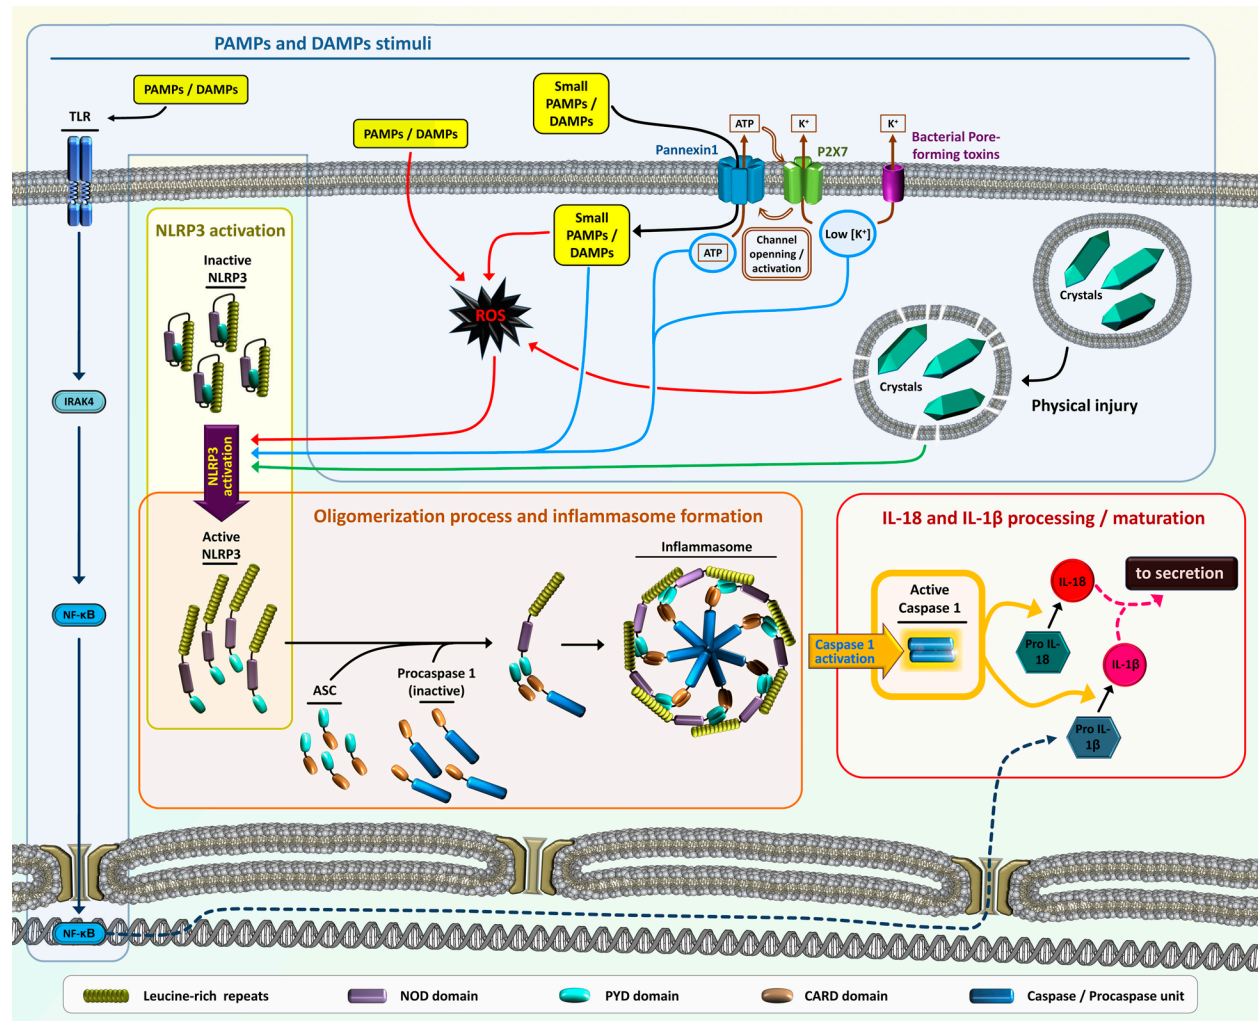 PAMPs and DAMPs stimuli
PAMPs / DAMPs
TLR
PAMPs / DAMPs
Small
PAMPs /
DAMPs
ATP
K⁺
K⁺
Pannexin1
P2X7
Bacterial Pore-
forming toxins
Small
PAMPs /
DAMPs
ATP
Channel
openning /
activation
Low [K⁺]
Crystals
ROS
Crystals
Physical injury
NLRP3 activation
Inactive
NLRP3
NLRP3
activation
Active
NLRP3
IRAK4
NF-κB
NF-κB
Oligomerization process and inflammasome formation
Inflammasome
ASC
Procaspase 1
(inactive)
IL-18 and IL-1β processing / maturation
Caspase 1
activation
Active
Caspase 1
IL-18
to secretion
Pro IL-
18
IL-1β
Pro IL-
1β
Leucine-rich repeats
NOD domain
PYD domain
CARD domain
Caspase / Procaspase unit